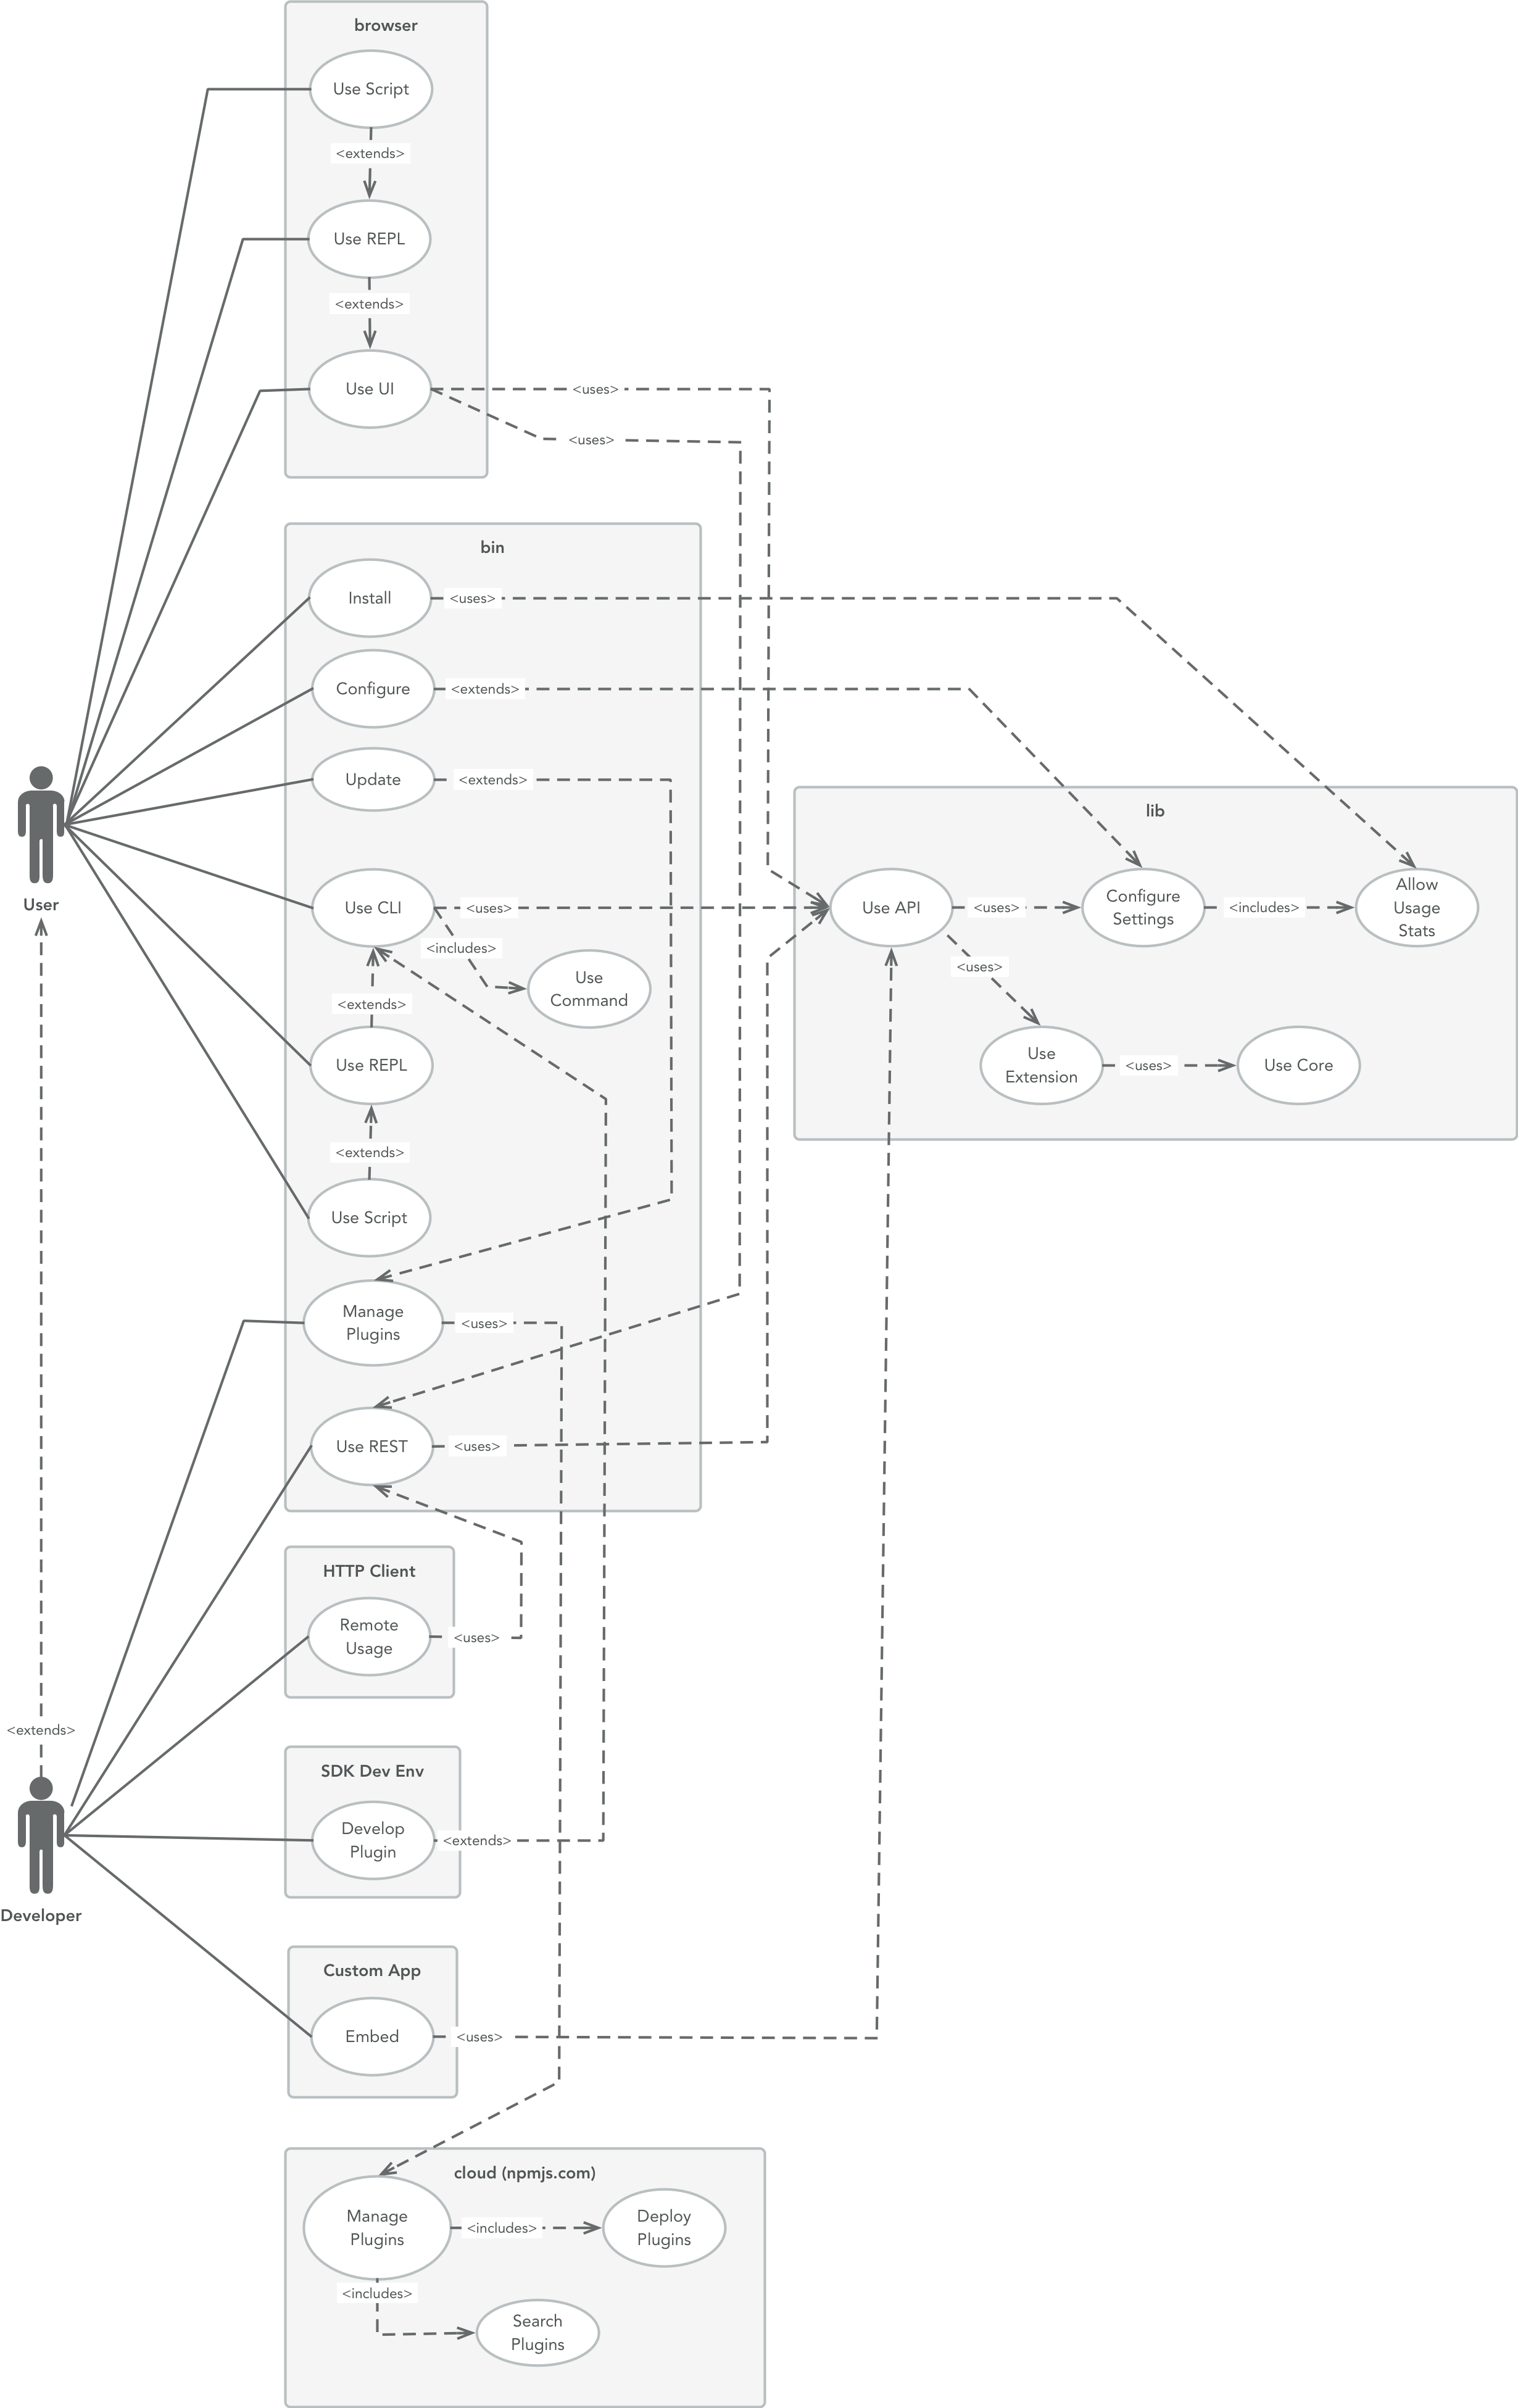 browser
Use Script
<extends>
Use REPL
<extends>
Use UI
<uses>
<uses>
bin
Install
<uses>
Configure
<extends>
Update
<extends>
Use CLI
<uses>
<includes>
Use
Command
<extends>
Use REPL
<extends>
Use Script
Manage
Plugins
<uses>
Use REST
<uses>
lib
Use API
<uses>
Configure
Settings
<includes>
Allow
Usage
Stats
<uses>
Use
Extension
<uses>
Use Core
User
HTTP Client
Remote
Usage
<uses>
<extends>
Developer
SDK Dev Env
Develop
Plugin
<extends>
Custom App
Embed
<uses>
cloud (npmjs.com)
Manage
Plugins
<includes>
Deploy
Plugins
<includes>
Search
Plugins